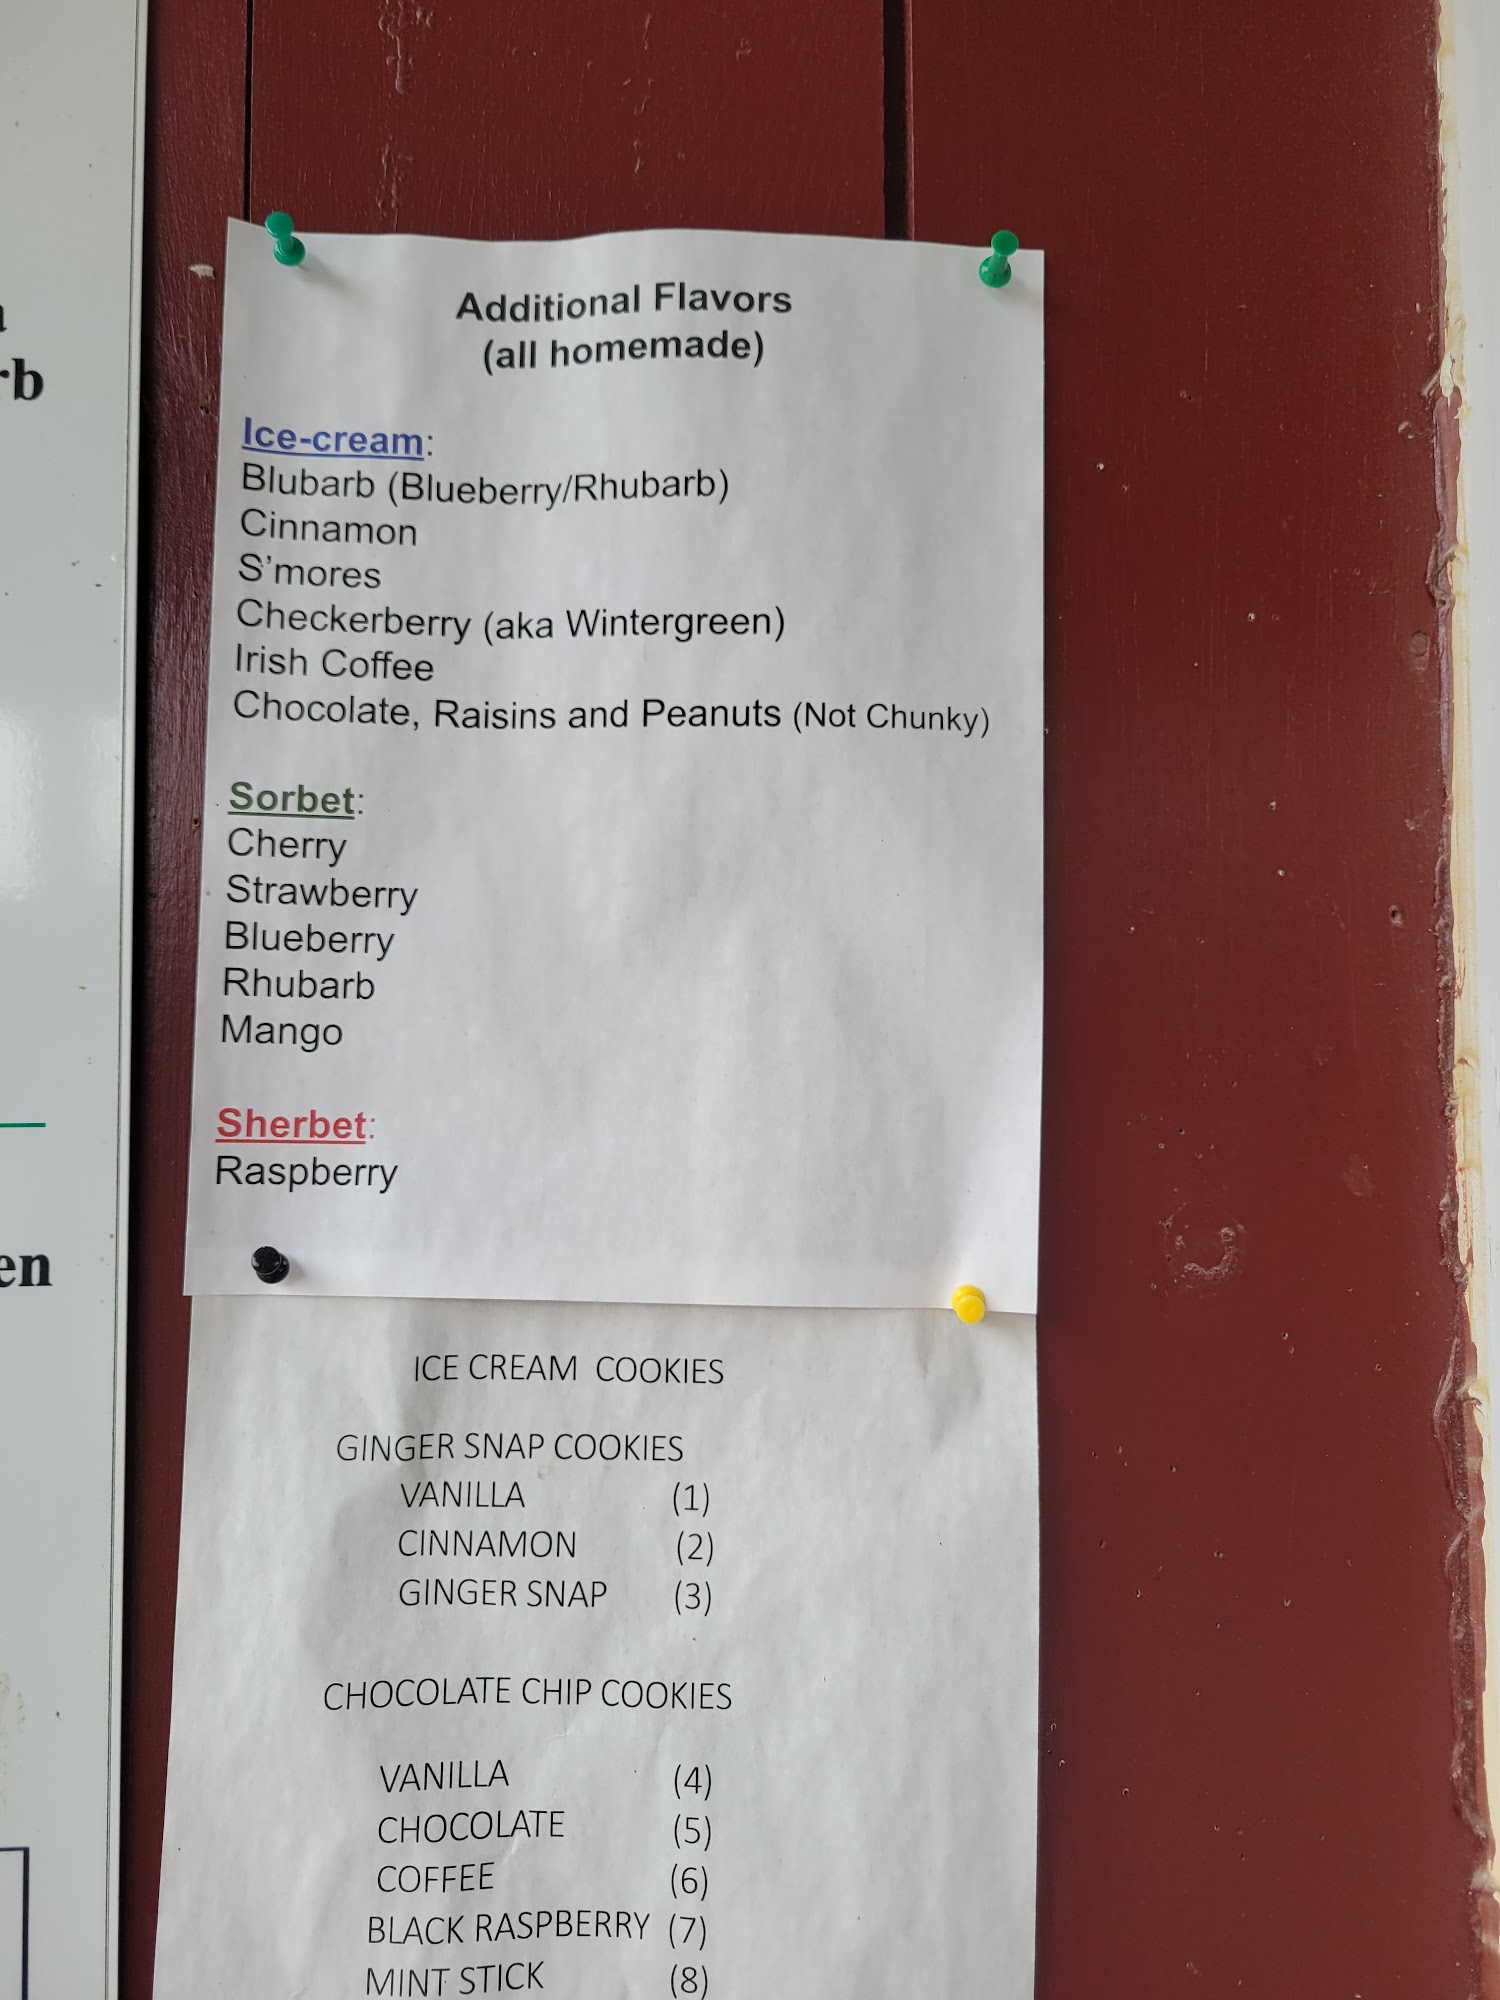 rb
en
Additional Flavors
(all homemade)
Ice-cream:
Blubarb (Blueberry/Rhubarb)
Cinnamon
S'mores
Checkerberry (aka Wintergreen)
Irish Coffee
Chocolate, Raisins and Peanuts (Not Chunky)
Sorbet:
Cherry
Strawberry
Blueberry
Rhubarb
Mango
Sherbet:
Raspberry
ICE CREAM COOKIES
GINGER SNAP COOKIES
VANILLA (1)
CINNAMON (2)
GINGER SNAP (3)
CHOCOLATE CHIP COOKIES
VANILLA (4)
CHOCOLATE (5)
COFFEE (6)
BLACK RASPBERRY (7)
MINT STICK (8)